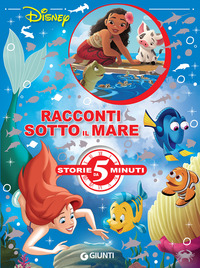 Disney
RACCONTI
SOTTO IL MARE
STORIE 5 MINUTI
GIUNTI